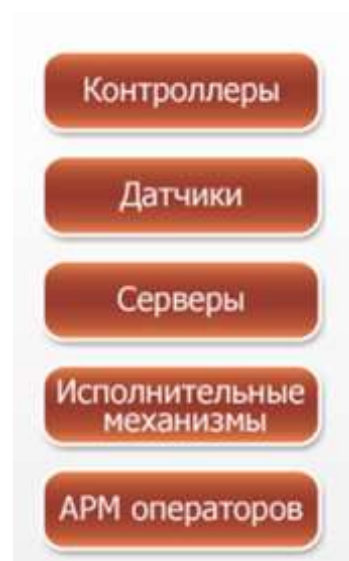 Контроллеры
Датчики
Серверы
Исполнительные
механизмы
АРМ операторов